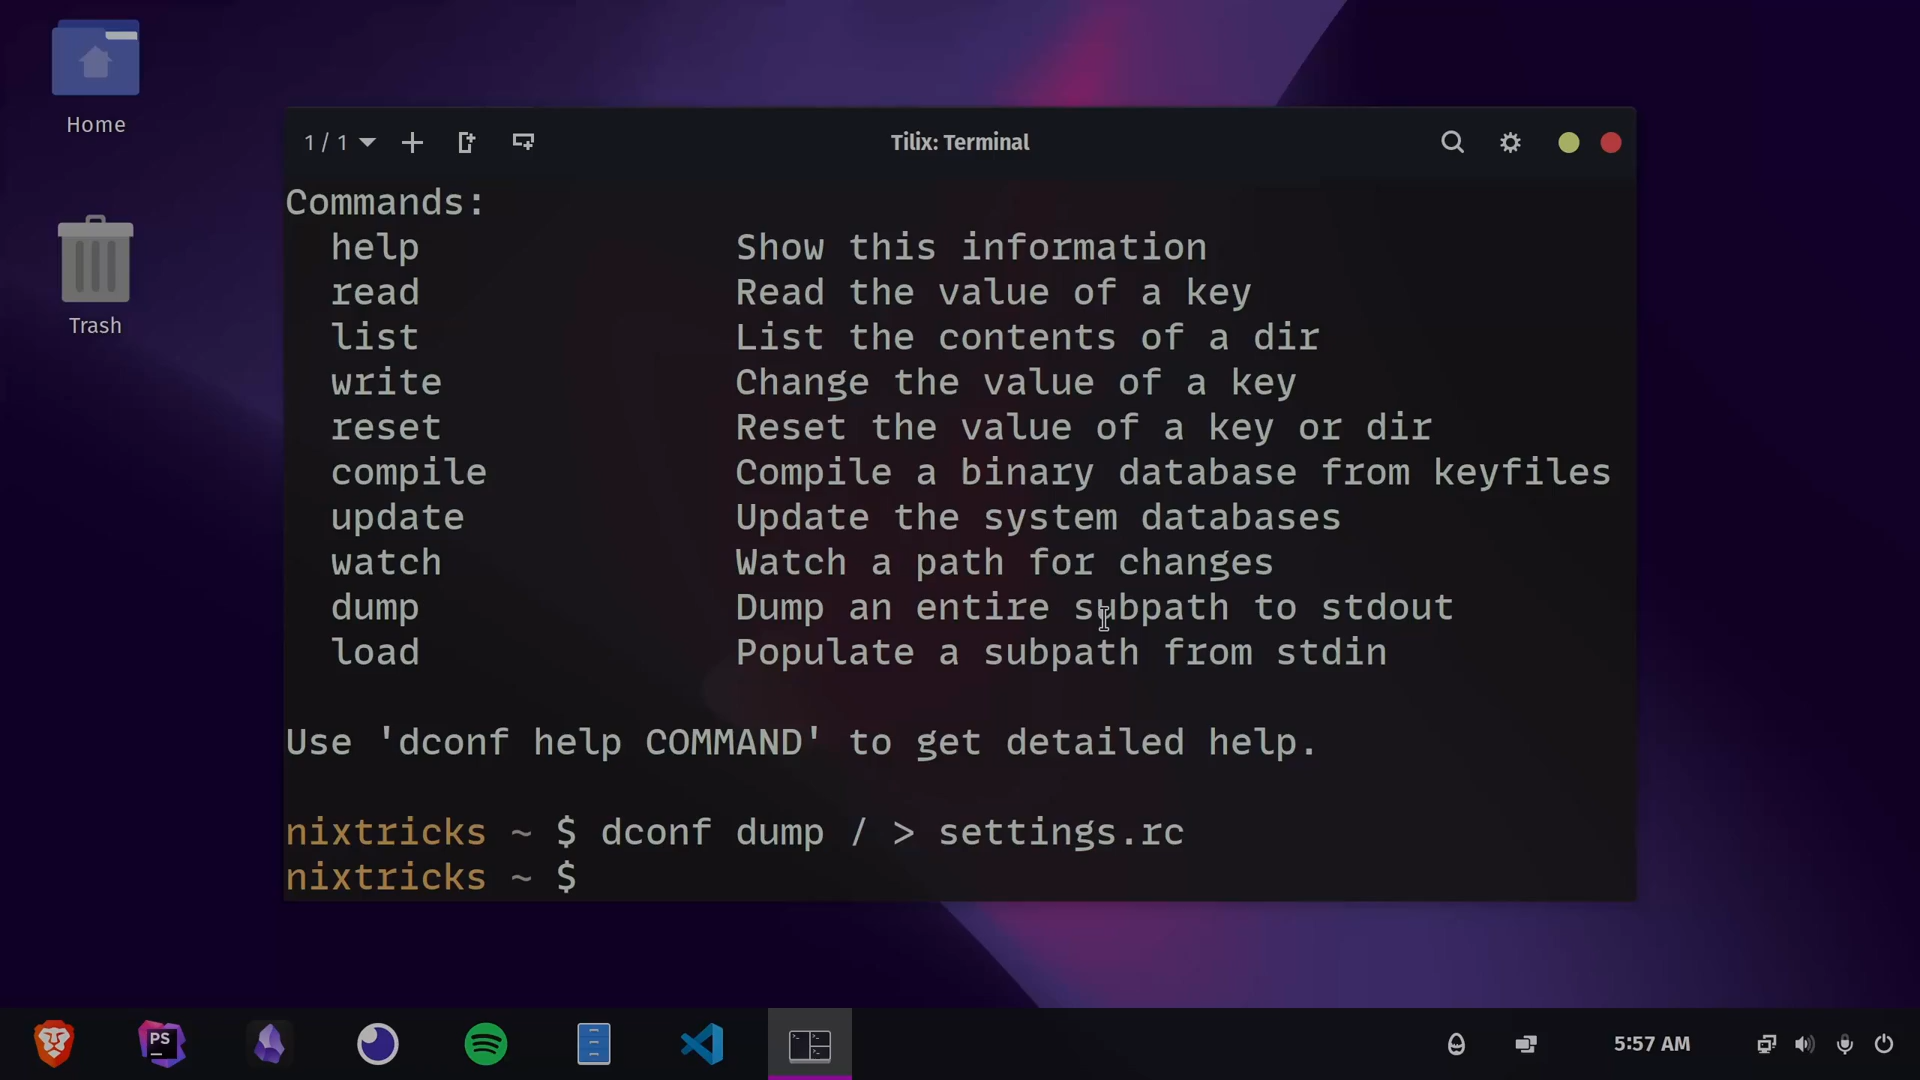 Home
Trash
1 / 1
Tilix: Terminal
Commands:
help Show this information
read Read the value of a key
list List the contents of a dir
write Change the value of a key
reset Reset the value of a key or dir
compile Compile a binary database from keyfiles
update Update the system databases
watch Watch a path for changes
dump Dump an entire subpath to stdout
load Populate a subpath from stdin
Use 'dconf help COMMAND' to get detailed help.
nixtricks ~ $ dconf dump / > settings.rc
nixtricks ~ $
PS
5:57 AM